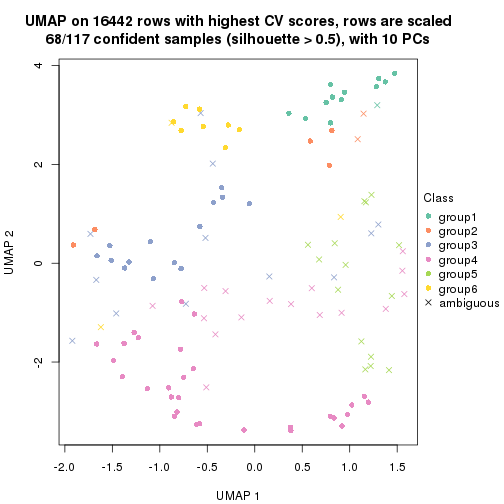 UMAP on 16442 rows with highest CV scores, rows are scaled
68/117 confident samples (silhouette > 0.5), with 10 PCs
4
2
0
-2
UMAP 2
-2.0 -1.5 -1.0 -0.5 0.0 0.5 1.0 1.5
UMAP 1
Class
group1
group2
group3
group4
group5
group6
ambiguous